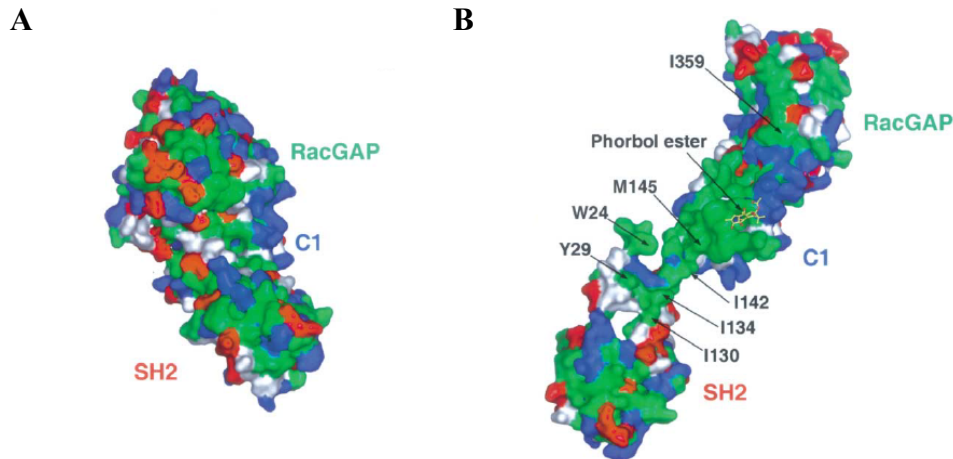 A
RacGAP
C1
SH2
B
I359
RacGAP
Phorbol ester
M145
W24
Y29
C1
I142
I134
I130
SH2